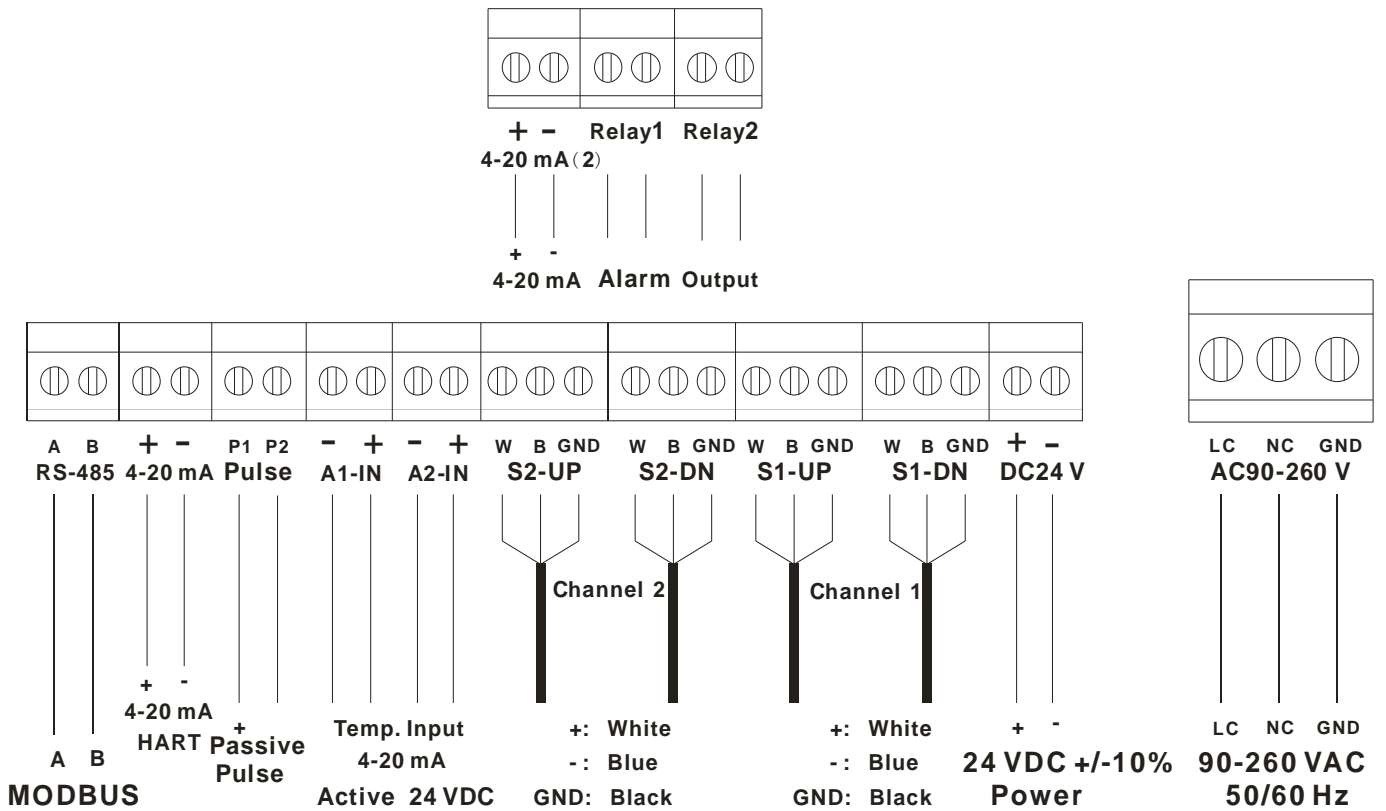 + - Relay1 Relay2
4-20 mA (2)
+ -
4-20 mA Alarm Output
A B + - P1 P2 - + - + W B GND W B GND W B GND W B GND + - LC NC GND
RS-485 4-20 mA Pulse A1-IN A2-IN S2-UP S2-DN S1-UP S1-DN DC24 V AC90-260 V
Channel 2 Channel 1
+ -
4-20 mA
HART
+
Passive
Pulse
A B
MODBUS
Temp. Input
4-20 mA
Active 24 VDC
+: White
-: Blue
GND: Black
+: White
-: Blue
GND: Black
+ -
24 VDC +/-10%
Power
LC NC GND
90-260 VAC
50/60 Hz